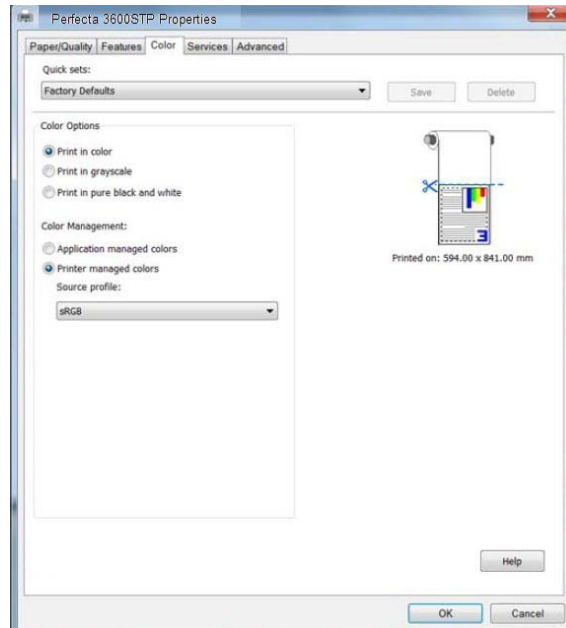 Perfecta 3600STP Properties
Paper/Quality Features Color Services Advanced
Quick sets:
Factory Defaults
Save Delete
Color Options
Print in color
Print in grayscale
Print in pure black and white
Color Management:
Application managed colors
Printer managed colors
Source profile:
sRGB
Printed on: 594.00 x 841.00 mm
Help
OK Cancel